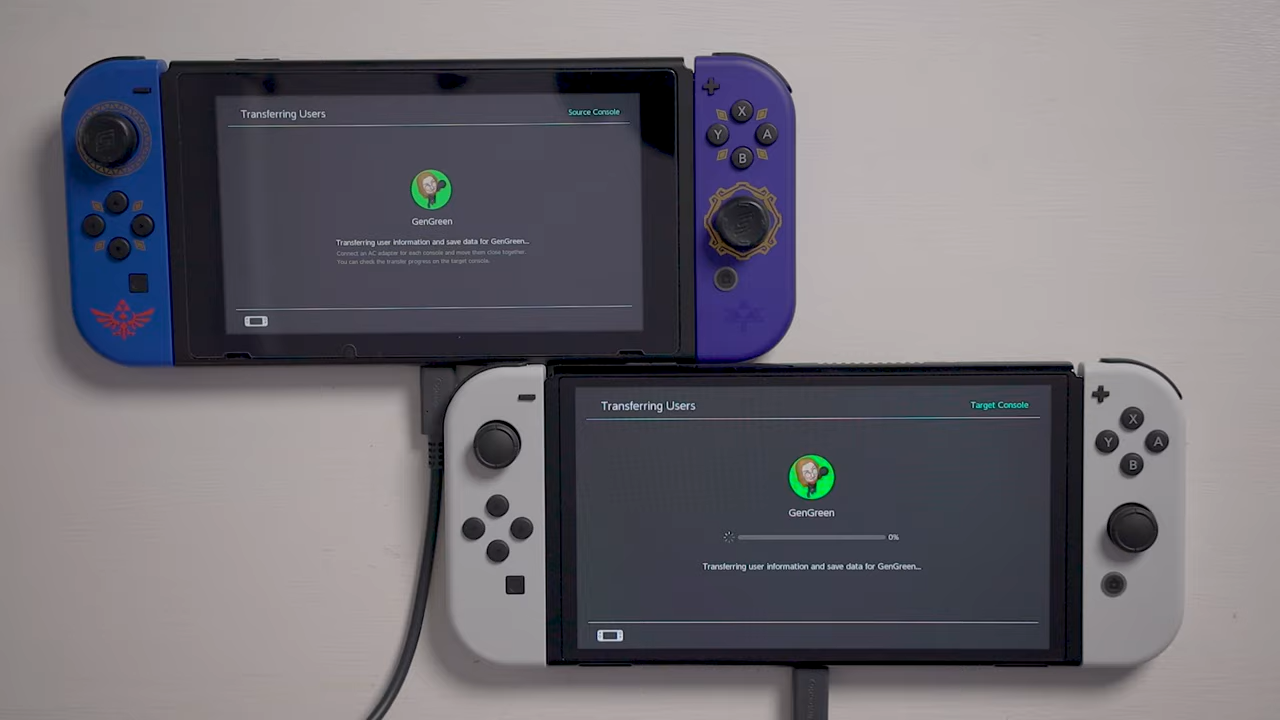 Transferring Users
Source Console
GenGreen
Transferring user information and save data for GenGreen...
Connect an AC adaptor for each console and move them close together.
You can check the transfer progress on the target console.
X
Y
A
B
Transferring Users
Target Console
GenGreen
0%
Transferring user information and save data for GenGreen...
X
Y
A
B